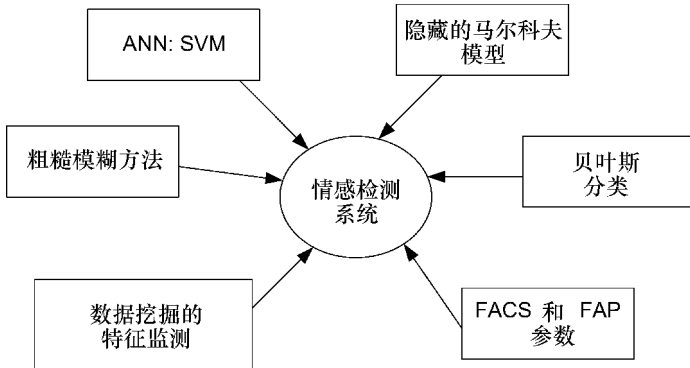 ANN: SVM
隐藏的马尔科夫
模型
粗糙模糊方法
情感检测
系统
贝叶斯
分类
数据挖掘的
特征监测
FACS 和 FAP
参数